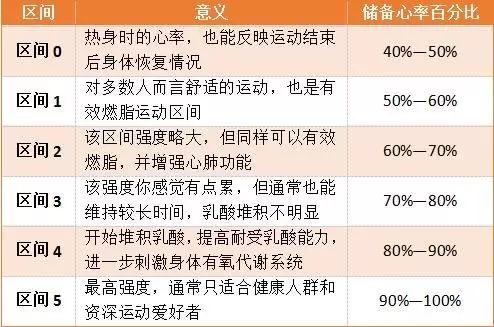 区间 意义 储备心率百分比
区间 0 热身时的心率，也能反映运动结束 40%—50%
后身体恢复情况
区间 1 对多数人而言舒适的运动，也是有 50%—60%
效燃脂运动区间
区间 2 该区间强度略大，但同样可以有效 60%—70%
燃脂，并增强心肺功能
区间 3 该强度你感觉有点累，但通常也能 70%—80%
维持较长时间，乳酸堆积不明显
区间 4 开始堆积乳酸，提高耐受乳酸能力， 80%—90%
进一步刺激身体有氧代谢系统
区间 5 最高强度，通常只适合健康人群和 90%—100%
资深运动爱好者